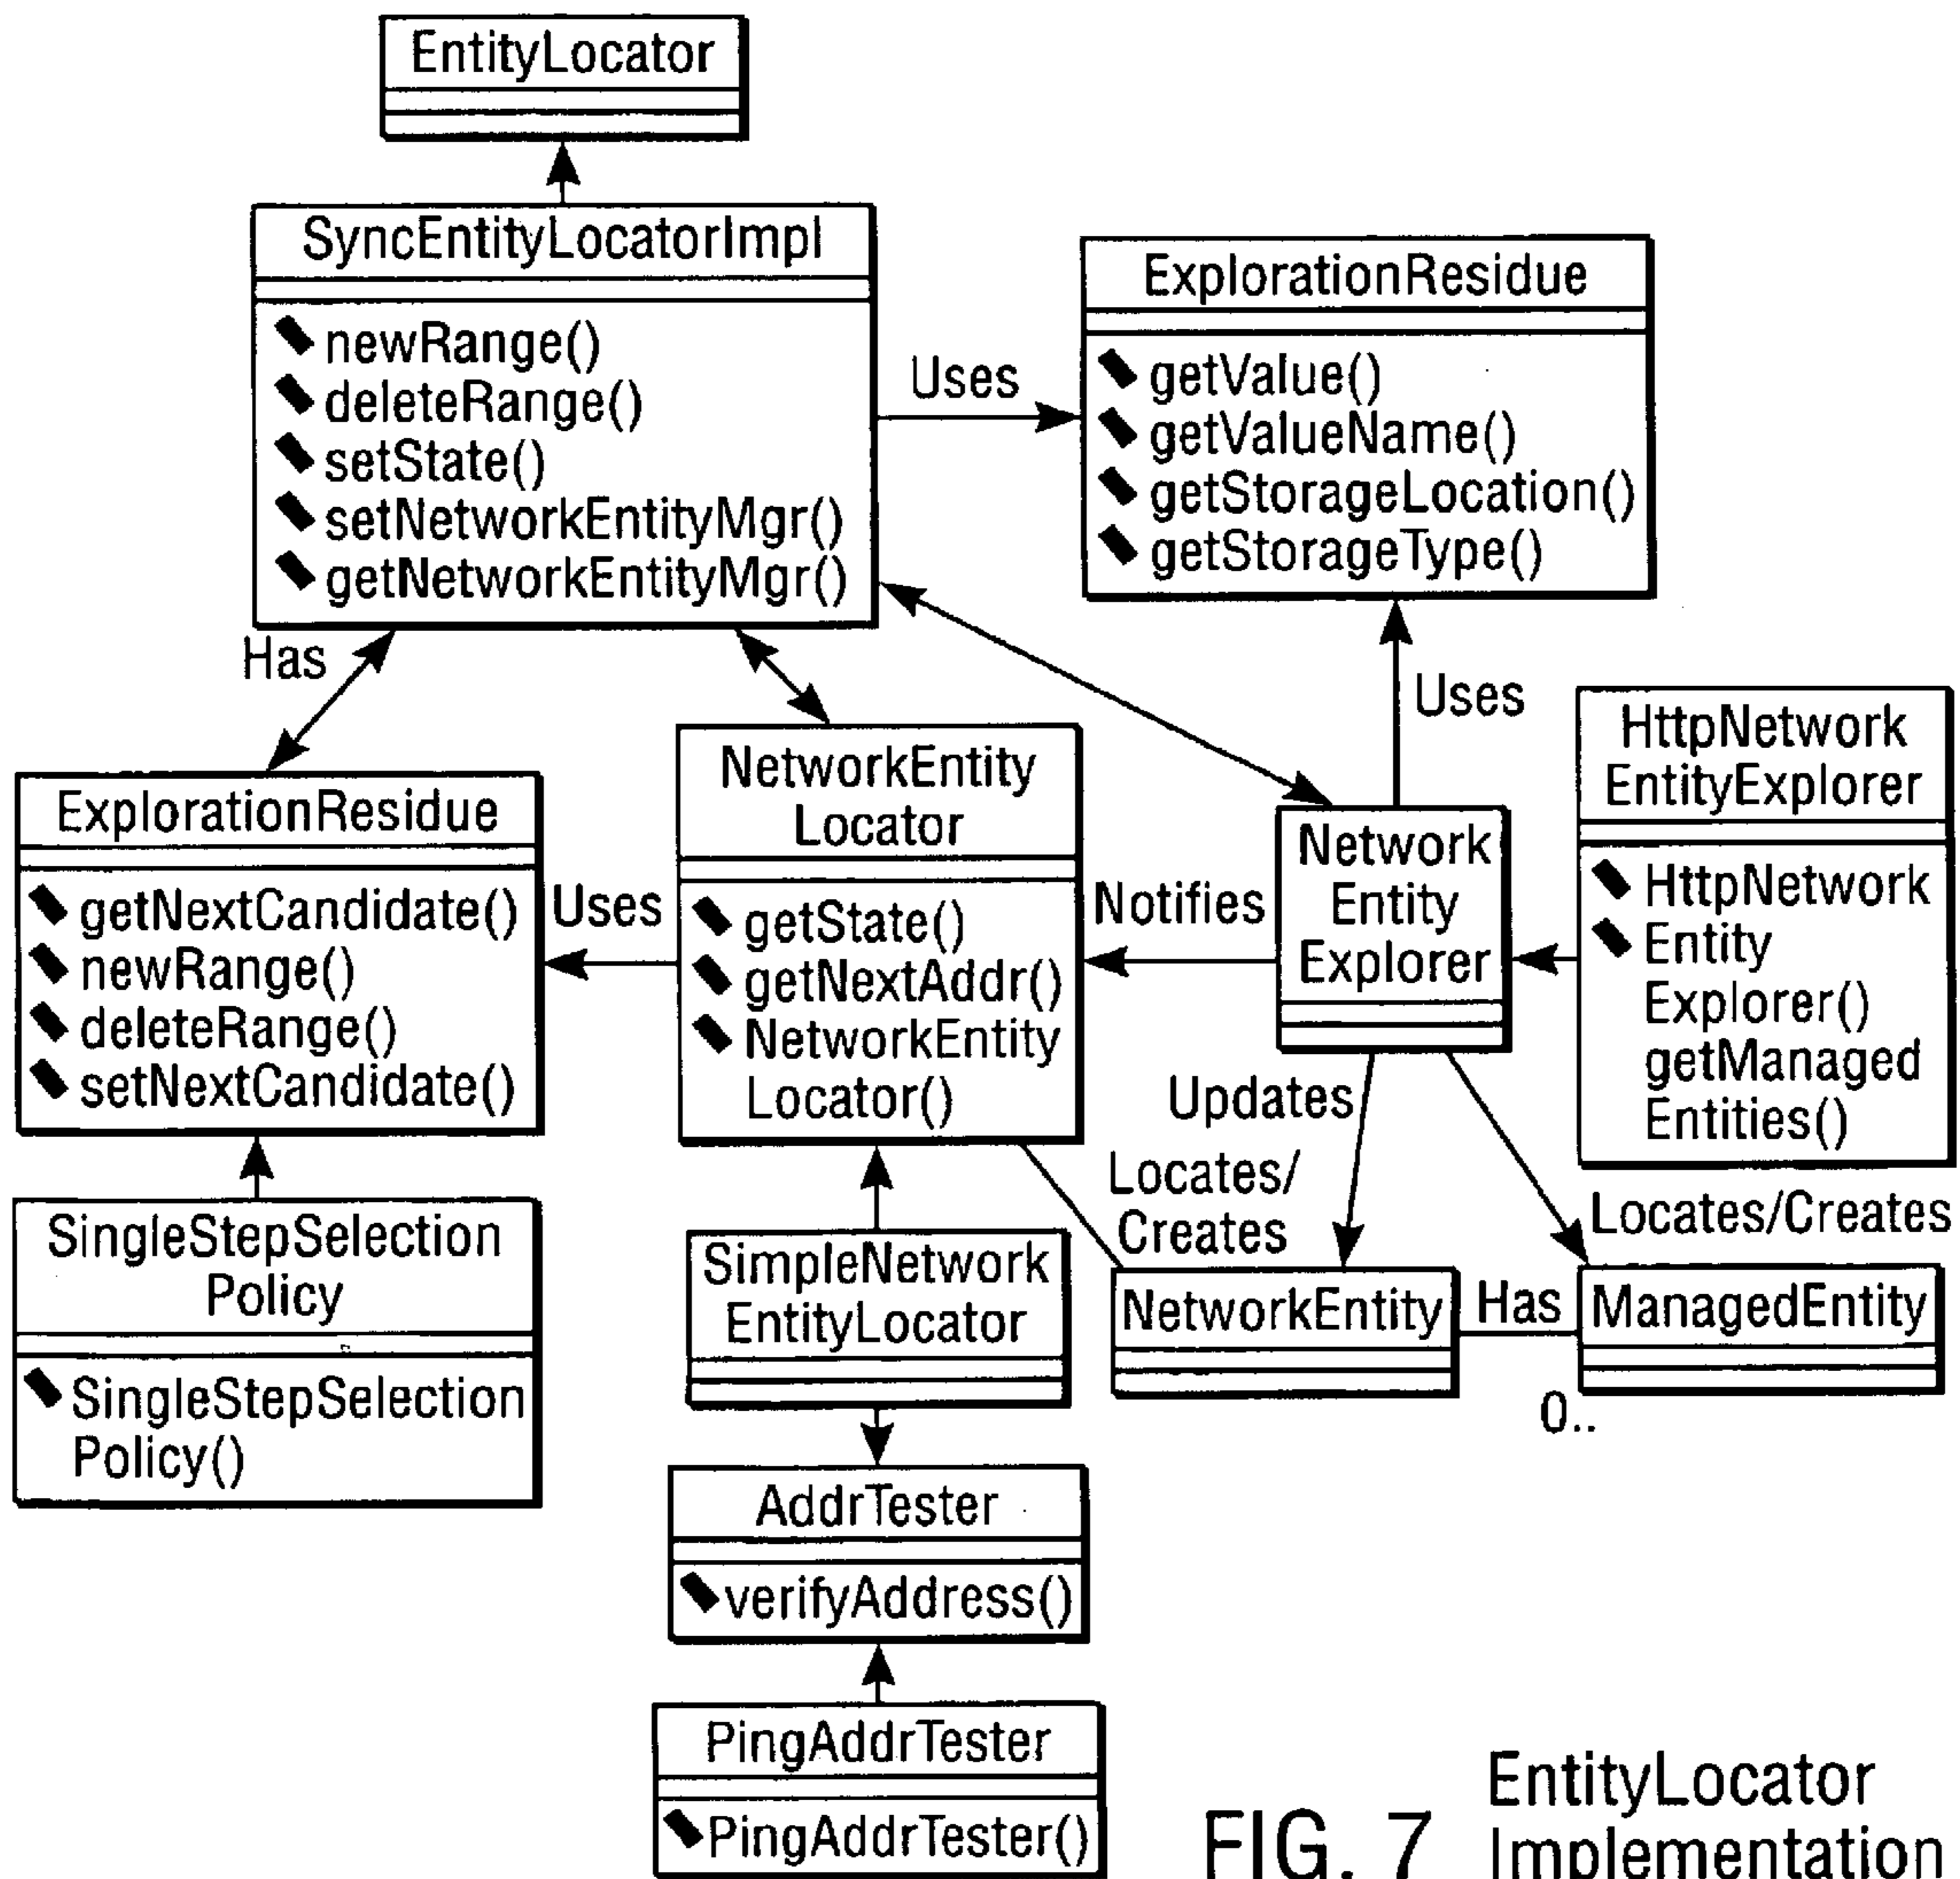 EntityLocator
SyncEntityLocatorImpl
newRange()
deleteRange()
setState()
setNetworkEntityMgr()
getNetworkEntityMgr()
Uses
ExplorationResidue
getValue()
getValueName()
getStorageLocation()
getStorageType()
Has
Uses
ExplorationResidue
getNextCandidate()
newRange()
deleteRange()
setNextCandidate()
Uses
NetworkEntity
Locator
getState()
getNextAddr()
NetworkEntity
Locator()
Notifies
Network
Entity
Explorer
HttpNetwork
EntityExplorer
HttpNetwork
Entity
Explorer()
getManaged
Entities()
Updates
Locates/
Creates
Locates/Creates
SingleStepSelection
Policy
SingleStepSelection
Policy()
SimpleNetwork
EntityLocator
NetworkEntity
Has
ManagedEntity
0..
AddrTester
verifyAddress()
PingAddrTester
PingAddrTester()
FIG. 7
EntityLocator
Implementation